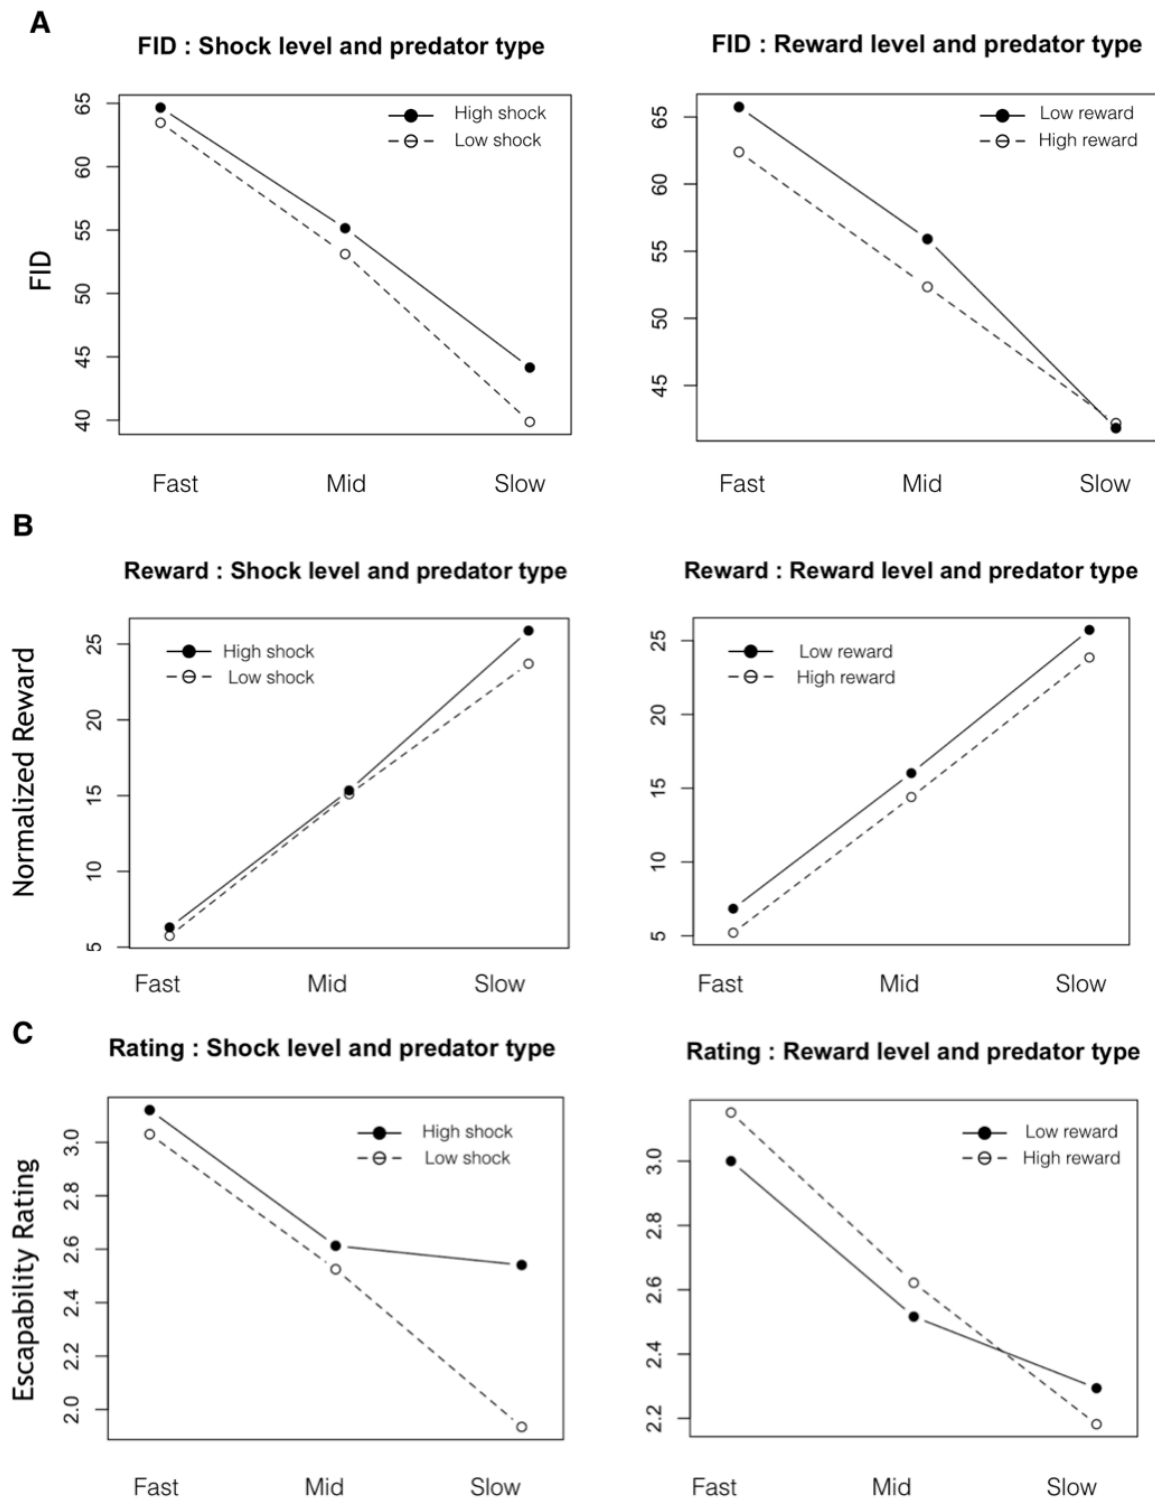 A
FID : Shock level and predator type
FID : Reward level and predator type
High shock
Low shock
Low reward
High reward
FID
65
60
55
50
45
40
65
60
55
50
45
Fast Mid Slow
Fast Mid Slow
B
Reward : Shock level and predator type
Reward : Reward level and predator type
High shock
Low shock
Low reward
High reward
Normalized Reward
25
20
15
10
5
25
20
15
10
5
Fast Mid Slow
Fast Mid Slow
C
Rating : Shock level and predator type
Rating : Reward level and predator type
High shock
Low shock
Low reward
High reward
Escapability Rating
3.0
2.8
2.6
2.4
2.2
2.0
3.0
2.8
2.6
2.4
2.2
Fast Mid Slow
Fast Mid Slow